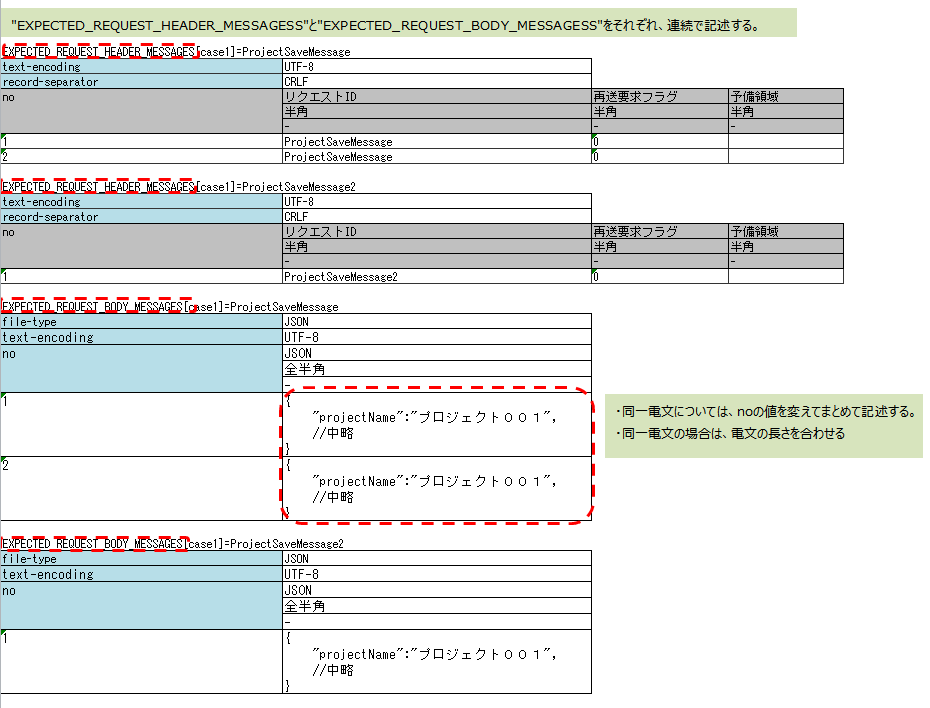 "EXPECTED_REQUEST_HEADER_MESSAGESS"と"EXPECTED_REQUEST_BODY_MESSAGESS"をそれぞれ、連続で記述する。
EXPECTED_REQUEST_HEADER_MESSAGES[case1]=ProjectSaveMessage
text-encoding UTF-8
record-separator CRLF
no リクエストID 再送要求フラグ 予備領域
半角 半角 半角
- - -
1 ProjectSaveMessage 0
2 ProjectSaveMessage 0
EXPECTED_REQUEST_HEADER_MESSAGES[case1]=ProjectSaveMessage2
text-encoding UTF-8
record-separator CRLF
no リクエストID 再送要求フラグ 予備領域
半角 半角 半角
- - -
1 ProjectSaveMessage2 0
EXPECTED_REQUEST_BODY_MESSAGES[case1]=ProjectSaveMessage
file-type JSON
text-encoding UTF-8
no JSON
全半角
-
1 {
"projectName":"プロジェクト００１",
//中略
}
2 {
"projectName":"プロジェクト００１",
//中略
}
・同一電文については、noの値を変えてまとめて記述する。
・同一電文の場合は、電文の長さを合わせる
EXPECTED_REQUEST_BODY_MESSAGES[case1]=ProjectSaveMessage2
file-type JSON
text-encoding UTF-8
no JSON
全半角
-
1 {
"projectName":"プロジェクト００１",
//中略
}